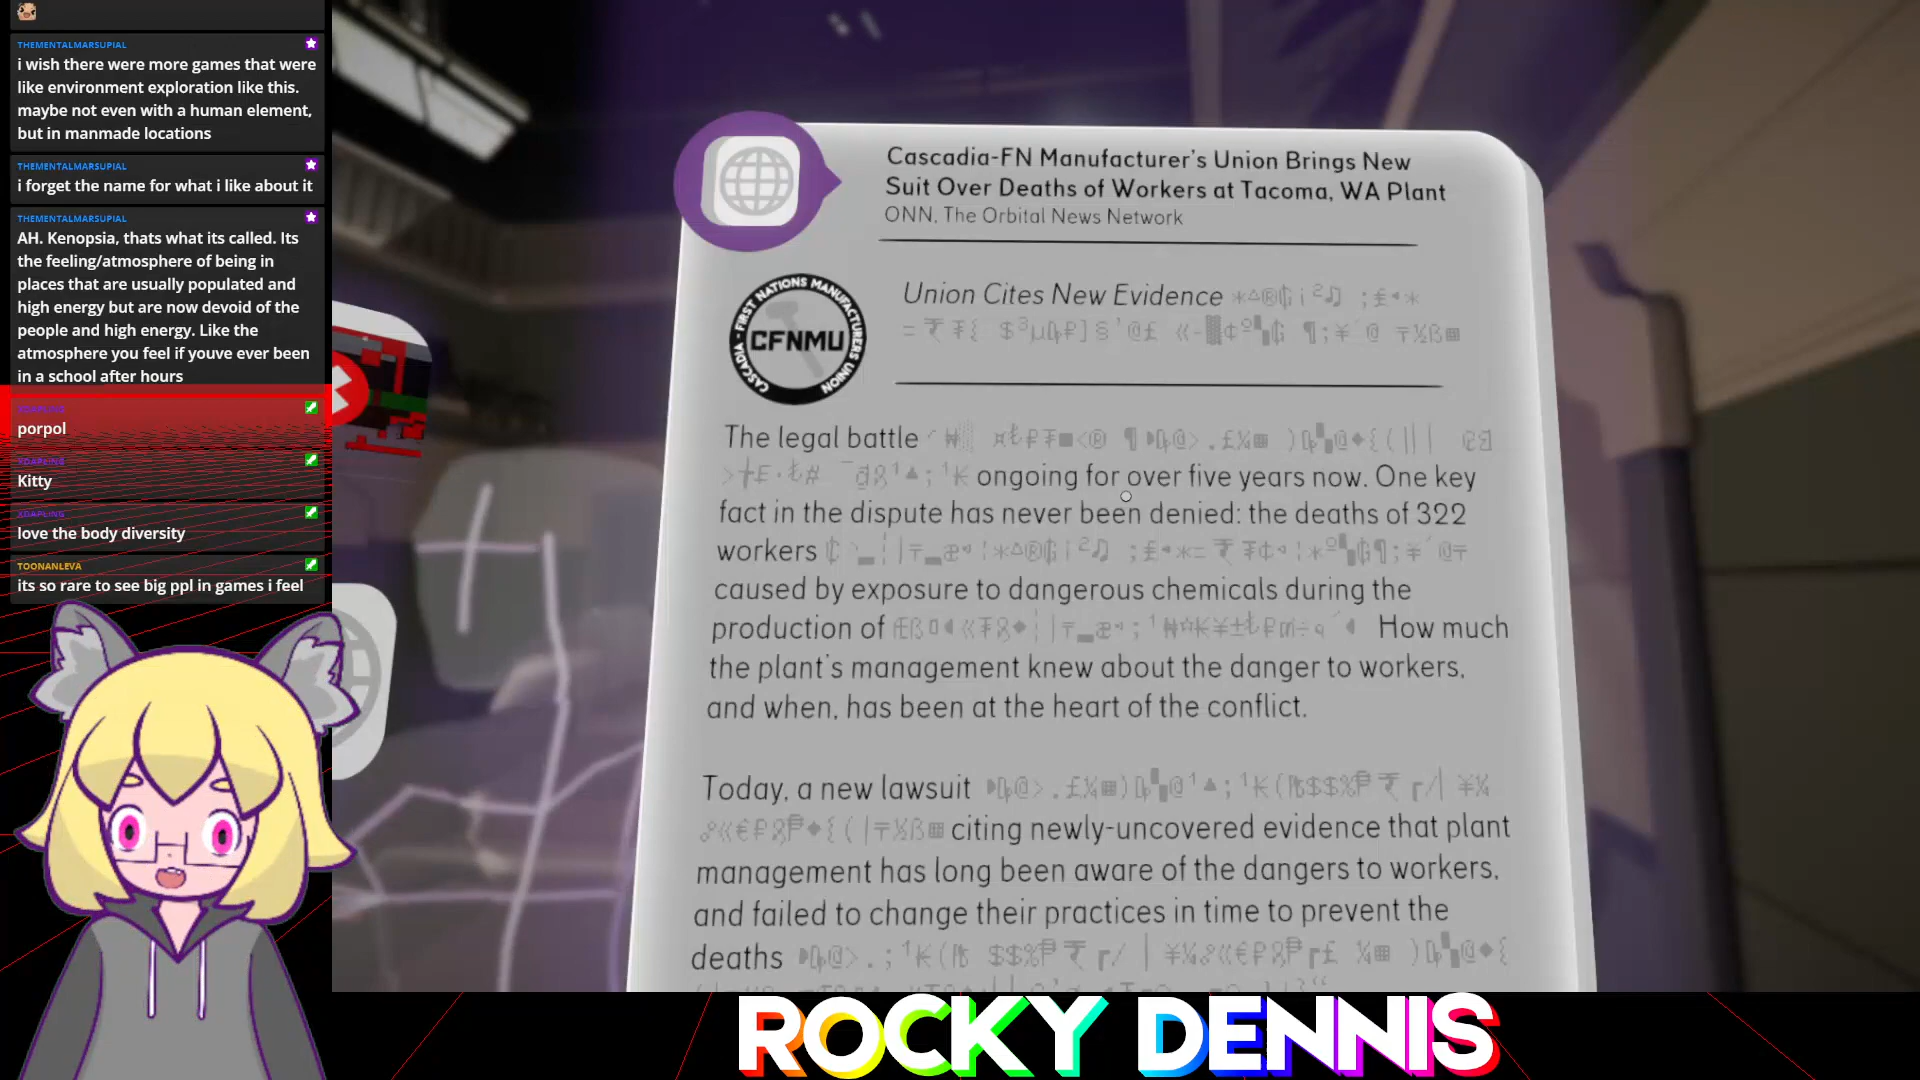 THEMENTALMARSUPIAL
i wish there were more games that were
like environment exploration like this.
maybe not even with a human element,
but in manmade locations
THEMENTALMARSUPIAL
i forget the name for what i like about it
THEMENTALMARSUPIAL
AH. Kenopsia, thats what its called. Its
the feeling/atmosphere of being in
places that are usually populated and
high energy but are now devoid of the
people and high energy. Like the
atmosphere you feel if youve ever been
in a school after hours
porpol
Kitty
love the body diversity
TOONANLEVA
its so rare to see big ppl in games i feel
Cascadia-FN Manufacturer's Union Brings New
Suit Over Deaths of Workers at Tacoma, WA Plant
ONN, The Orbital News Network
CASCADIA - FIRST NATIONS MANUFACTURERS UNION
CFNMU
Union Cites New Evidence
The legal battle
ongoing for over five years now. One key
fact in the dispute has never been denied: the deaths of 322
workers
caused by exposure to dangerous chemicals during the
production of How much
the plant's management knew about the danger to workers,
and when, has been at the heart of the conflict.
Today, a new lawsuit
citing newly-uncovered evidence that plant
management has long been aware of the dangers to workers,
and failed to change their practices in time to prevent the
deaths
ROCKY DENNIS